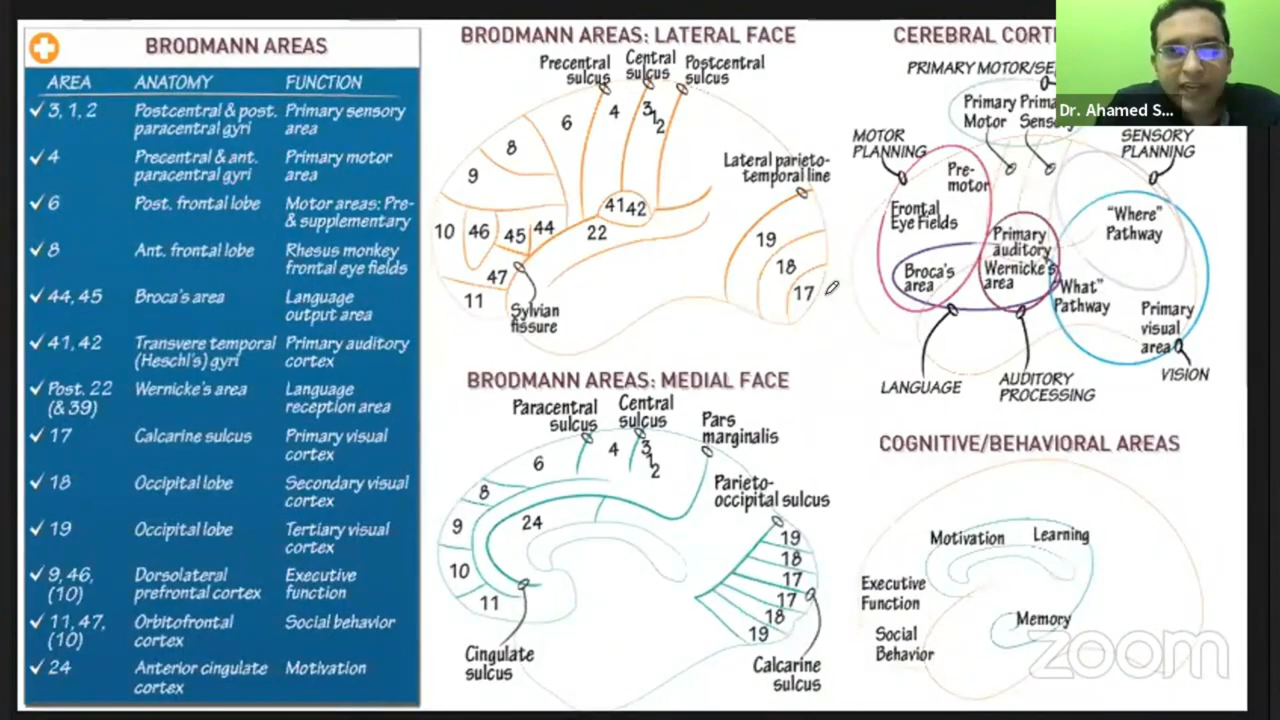 BRODMANN AREAS
AREA ANATOMY FUNCTION
✓ 3, 1, 2 Postcentral & post. Primary sensory
paracentral gyri area
✓ 4 Precentral & ant. Primary motor
paracentral gyri area
✓ 6 Post. frontal lobe Motor areas: Pre-
& supplementary
✓ 8 Ant. frontal lobe Rhesus monkey
frontal eye fields
✓ 44, 45 Broca's area Language
output area
✓ 41, 42 Transvere temporal Primary auditory
(Heschl's) gyri cortex
✓ Post. 22 Wernicke's area Language
(& 39) reception area
✓ 17 Calcarine sulcus Primary visual
cortex
✓ 18 Occipital lobe Secondary visual
cortex
✓ 19 Occipital lobe Tertiary visual
cortex
✓ 9, 46, Dorsolateral Executive
(10) prefrontal cortex function
✓ 11, 47, Orbitofrontal Social behavior
(10) cortex
✓ 24 Anterior cingulate Motivation
cortex
BRODMANN AREAS: LATERAL FACE
Precentral
sulcus
Central
sulcus
Postcentral
sulcus
6 4 3 1 2
8
9
Lateral parieto-
temporal line
41 42
10 46 45 44 22
19
18
47
17
11
Sylvian
fissure
BRODMANN AREAS: MEDIAL FACE
Paracentral
sulcus
Central
sulcus
Pars
marginalis
6 4 3 1 2
8
Parieto-
occipital sulcus
9 24
19
18
10 17
11 17
18
19
Cingulate
sulcus
Calcarine
sulcus
PRIMARY
Primary
Motor
MOTOR
PLANNING
SENSORY
PLANNING
Pre-
motor
Frontal
Eye Fields
"Where"
Pathway
Primary
auditory
Broca's
area
Wernicke's
area
"What"
Pathway
Primary
visual
area
LANGUAGE
AUDITORY
PROCESSING
VISION
COGNITIVE/BEHAVIORAL AREAS
Motivation Learning
Executive
Function
Memory
Social
Behavior
Dr. Ahamed S...
zoom